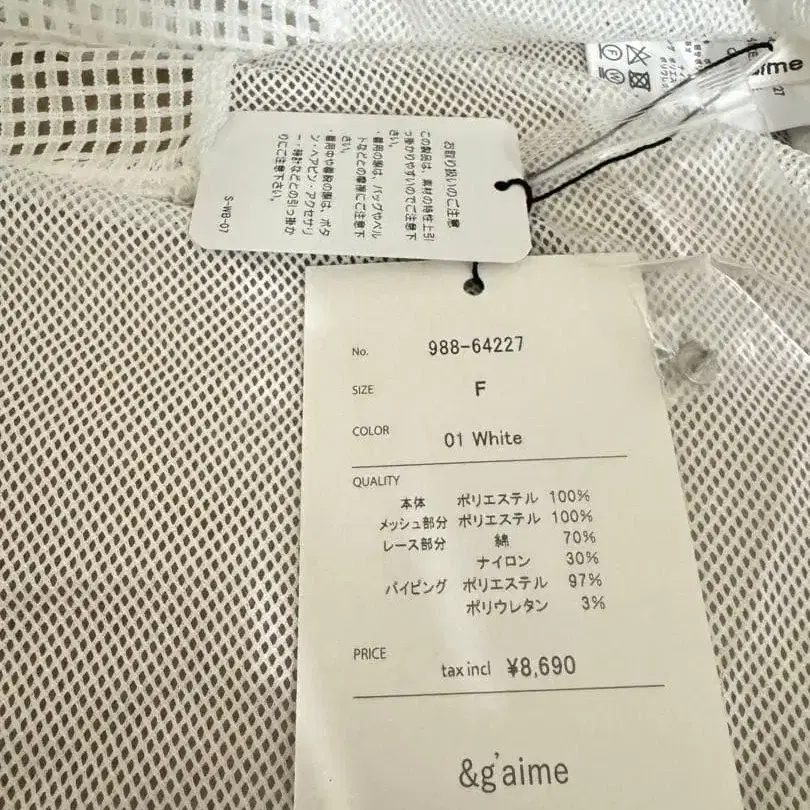 お取り扱いのご注意
この製品は、素材の特性上引
っ掛かりやすいのでご注意下
さい。
・着用の際は、バッグやベル
トなどとの摩擦にご注意下
さい。
・着用中や着脱の際は、ボタ
ン・ヘアピン・アクセサリ
ー・時計などとの引っ掛か
りにご注意下さい。
S-WB-07
No. 988-64227
SIZE F
COLOR 01 White
QUALITY
本体 ポリエステル 100%
メッシュ部分 ポリエステル 100%
レース部分 綿 70%
ナイロン 30%
パイピング ポリエステル 97%
ポリウレタン 3%
PRICE tax incl ¥8,690
&g'aime